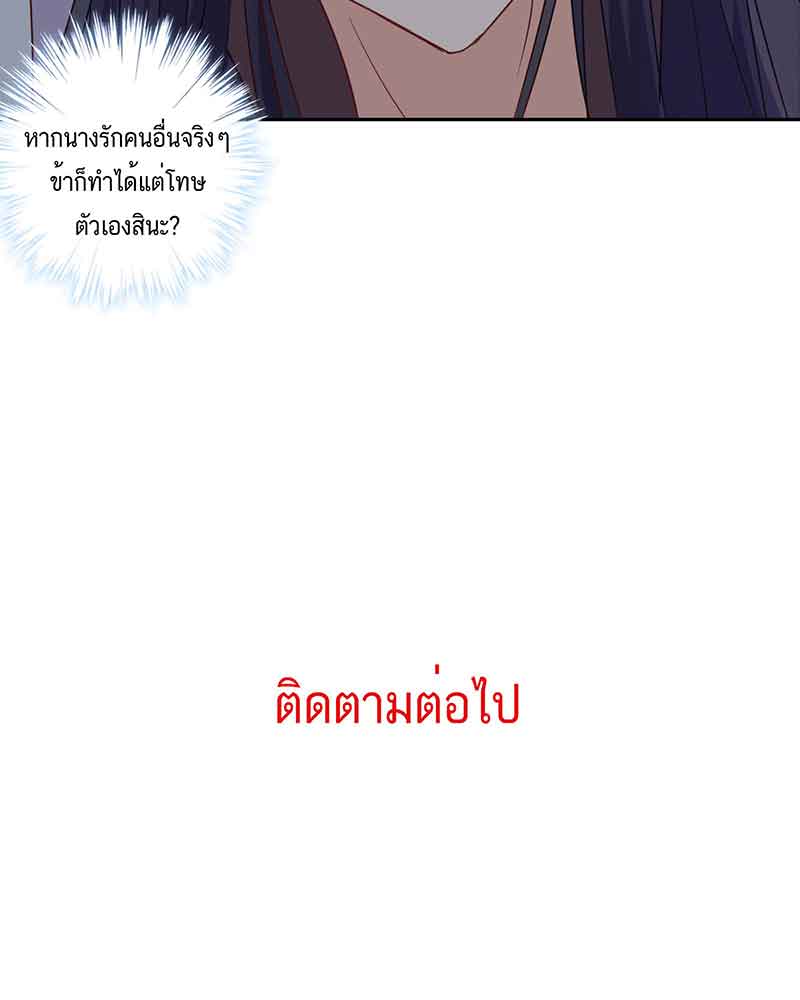 หากนางรักคนอื่นจริงๆ
ข้าก็ทำได้แต่โทษ
ตัวเองสินะ?
ติดตามต่อไป